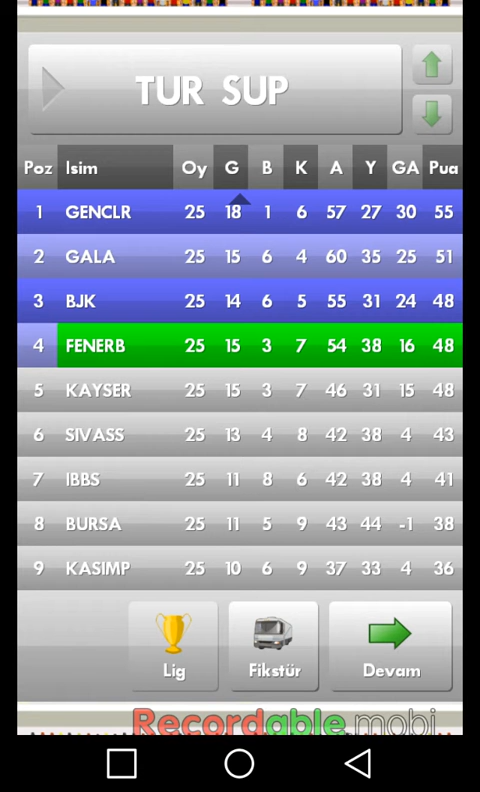 TUR SUP
Poz Isim Oy G B K A Y GA Pua
1 GENCLR 25 18 1 6 57 27 30 55
2 GALA 25 15 6 4 60 35 25 51
3 BJK 25 14 6 5 55 31 24 48
4 FENERB 25 15 3 7 54 38 16 48
5 KAYSER 25 15 3 7 46 31 15 48
6 SIVASS 25 13 4 8 42 38 4 43
7 IBBS 25 11 8 6 42 38 4 41
8 BURSA 25 11 5 9 43 44 -1 38
9 KASIMP 25 10 6 9 37 33 4 36
Lig Fikstür Devam
Recordable.mobi